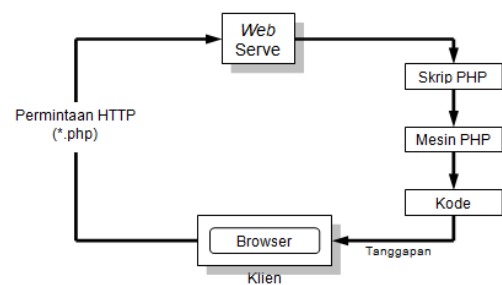 Web
Serve
Skrip PHP
Permintaan HTTP
(*.php)
Mesin PHP
Kode
Browser
Tanggapan
Klien